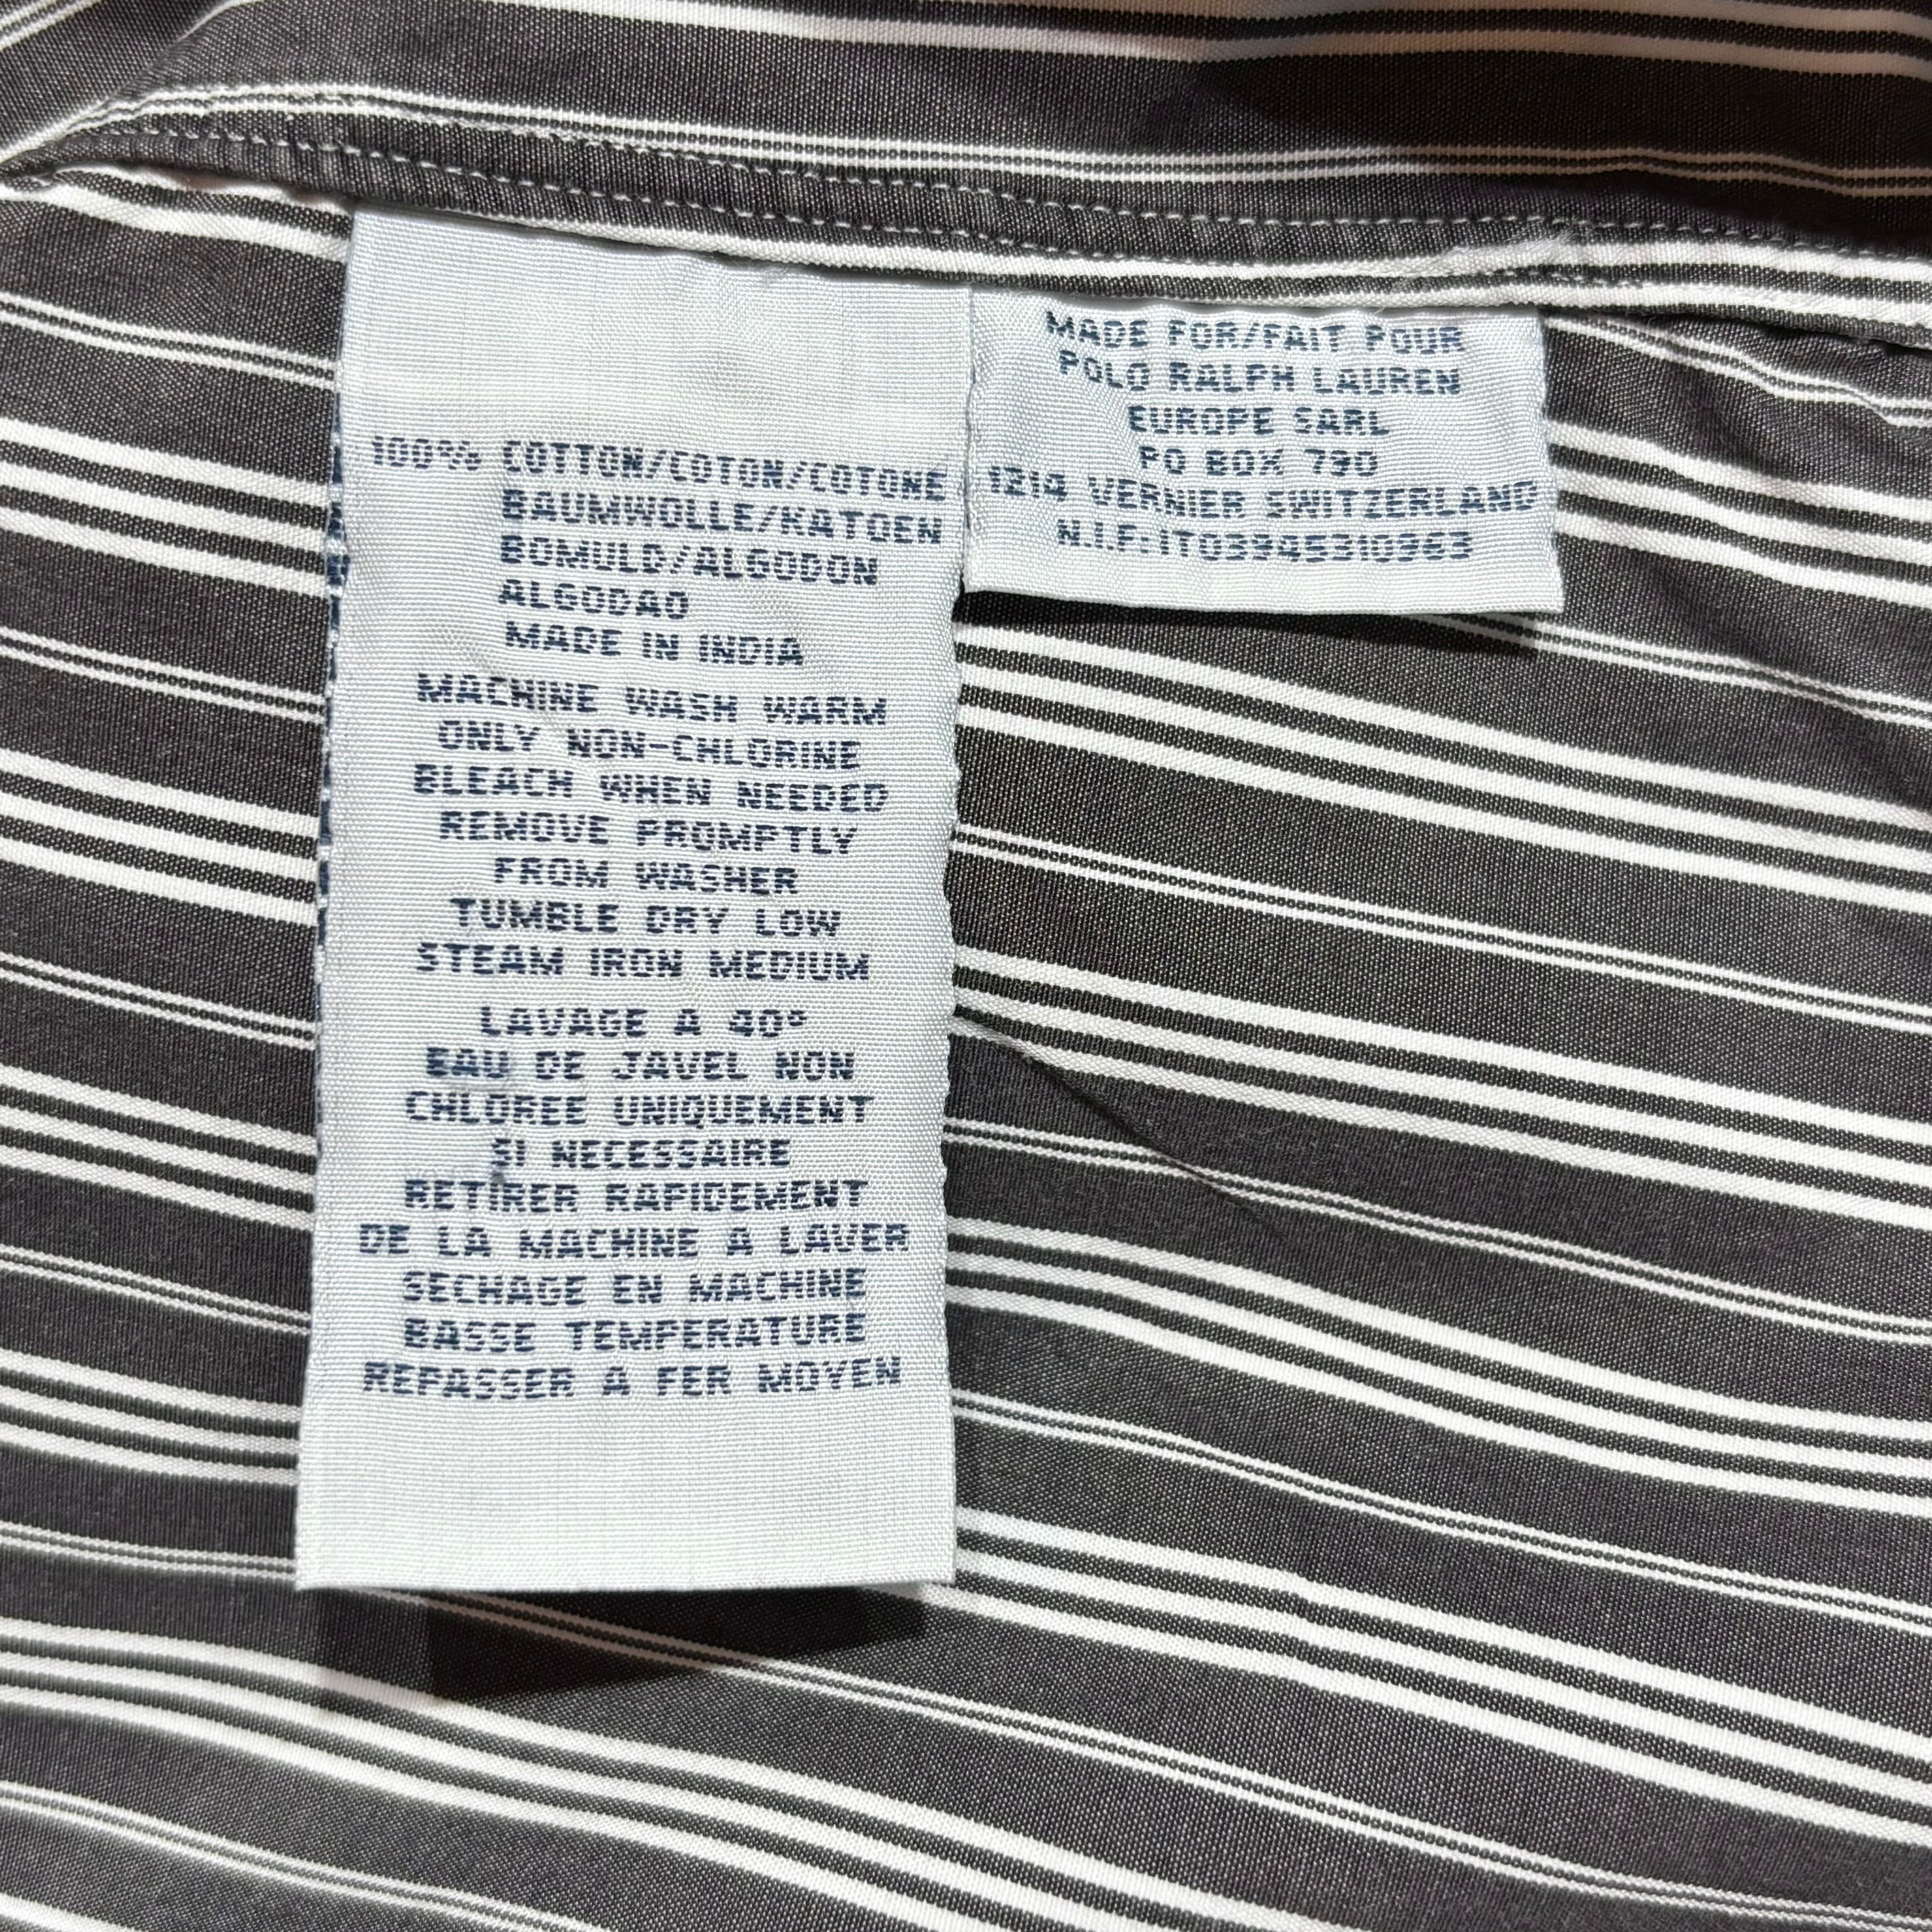 100% COTTON/COTON/COTONE
BAUMWOLLE/KATOEN
BOMULD/ALGODON
ALGODAO
MADE IN INDIA
MACHINE WASH WARM
ONLY NON-CHLORINE
BLEACH WHEN NEEDED
REMOVE PROMPTLY
FROM WASHER
TUMBLE DRY LOW
STEAM IRON MEDIUM
LAVAGE A 40°
EAU DE JAVEL NON
CHLOREE UNIQUEMENT
SI NECESSAIRE
RETIRER RAPIDEMENT
DE LA MACHINE A LAVER
SECHAGE EN MACHINE
BASSE TEMPERATURE
REPASSER A FER MOYEN
MADE FOR/FAIT POUR
POLO RALPH LAUREN
EUROPE SARL
PO BOX 790
1214 VERNIER SWITZERLAND
N.I.F:IT03945310963